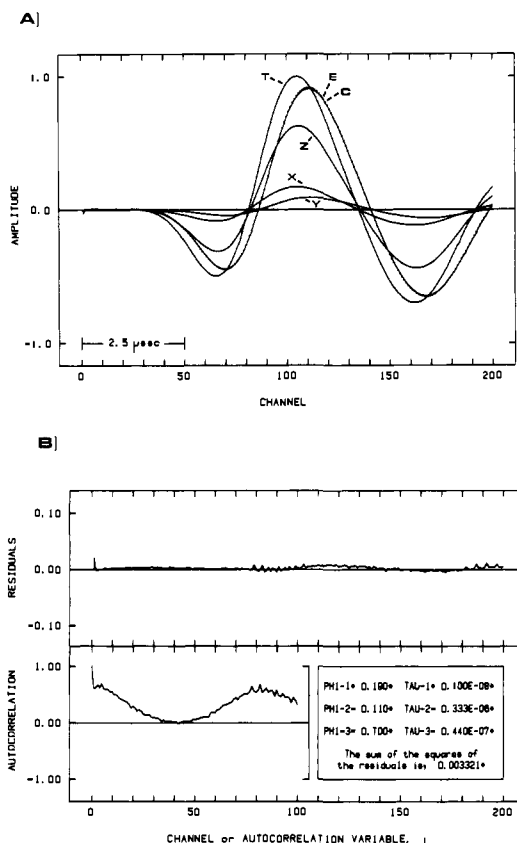 A)
1.0
0.0
-1.0
AMPLITUDE
T
E
C
Z
X
Y
2.5 µsec
0 50 100 150 200
CHANNEL
B)
0.10
0.00
-0.10
RESIDUALS
1.00
0.00
-1.00
AUTOCORRELATION
PHI-1= 0.190* TAU-1= 0.100E-08*
PHI-2= 0.110* TAU-2= 0.333E-06*
PHI-3= 0.700* TAU-3= 0.440E-07*
The sum of the squares of
the residuals is, 0.003321*
0 50 100 150 200
CHANNEL or AUTOCORRELATION VARIABLE,